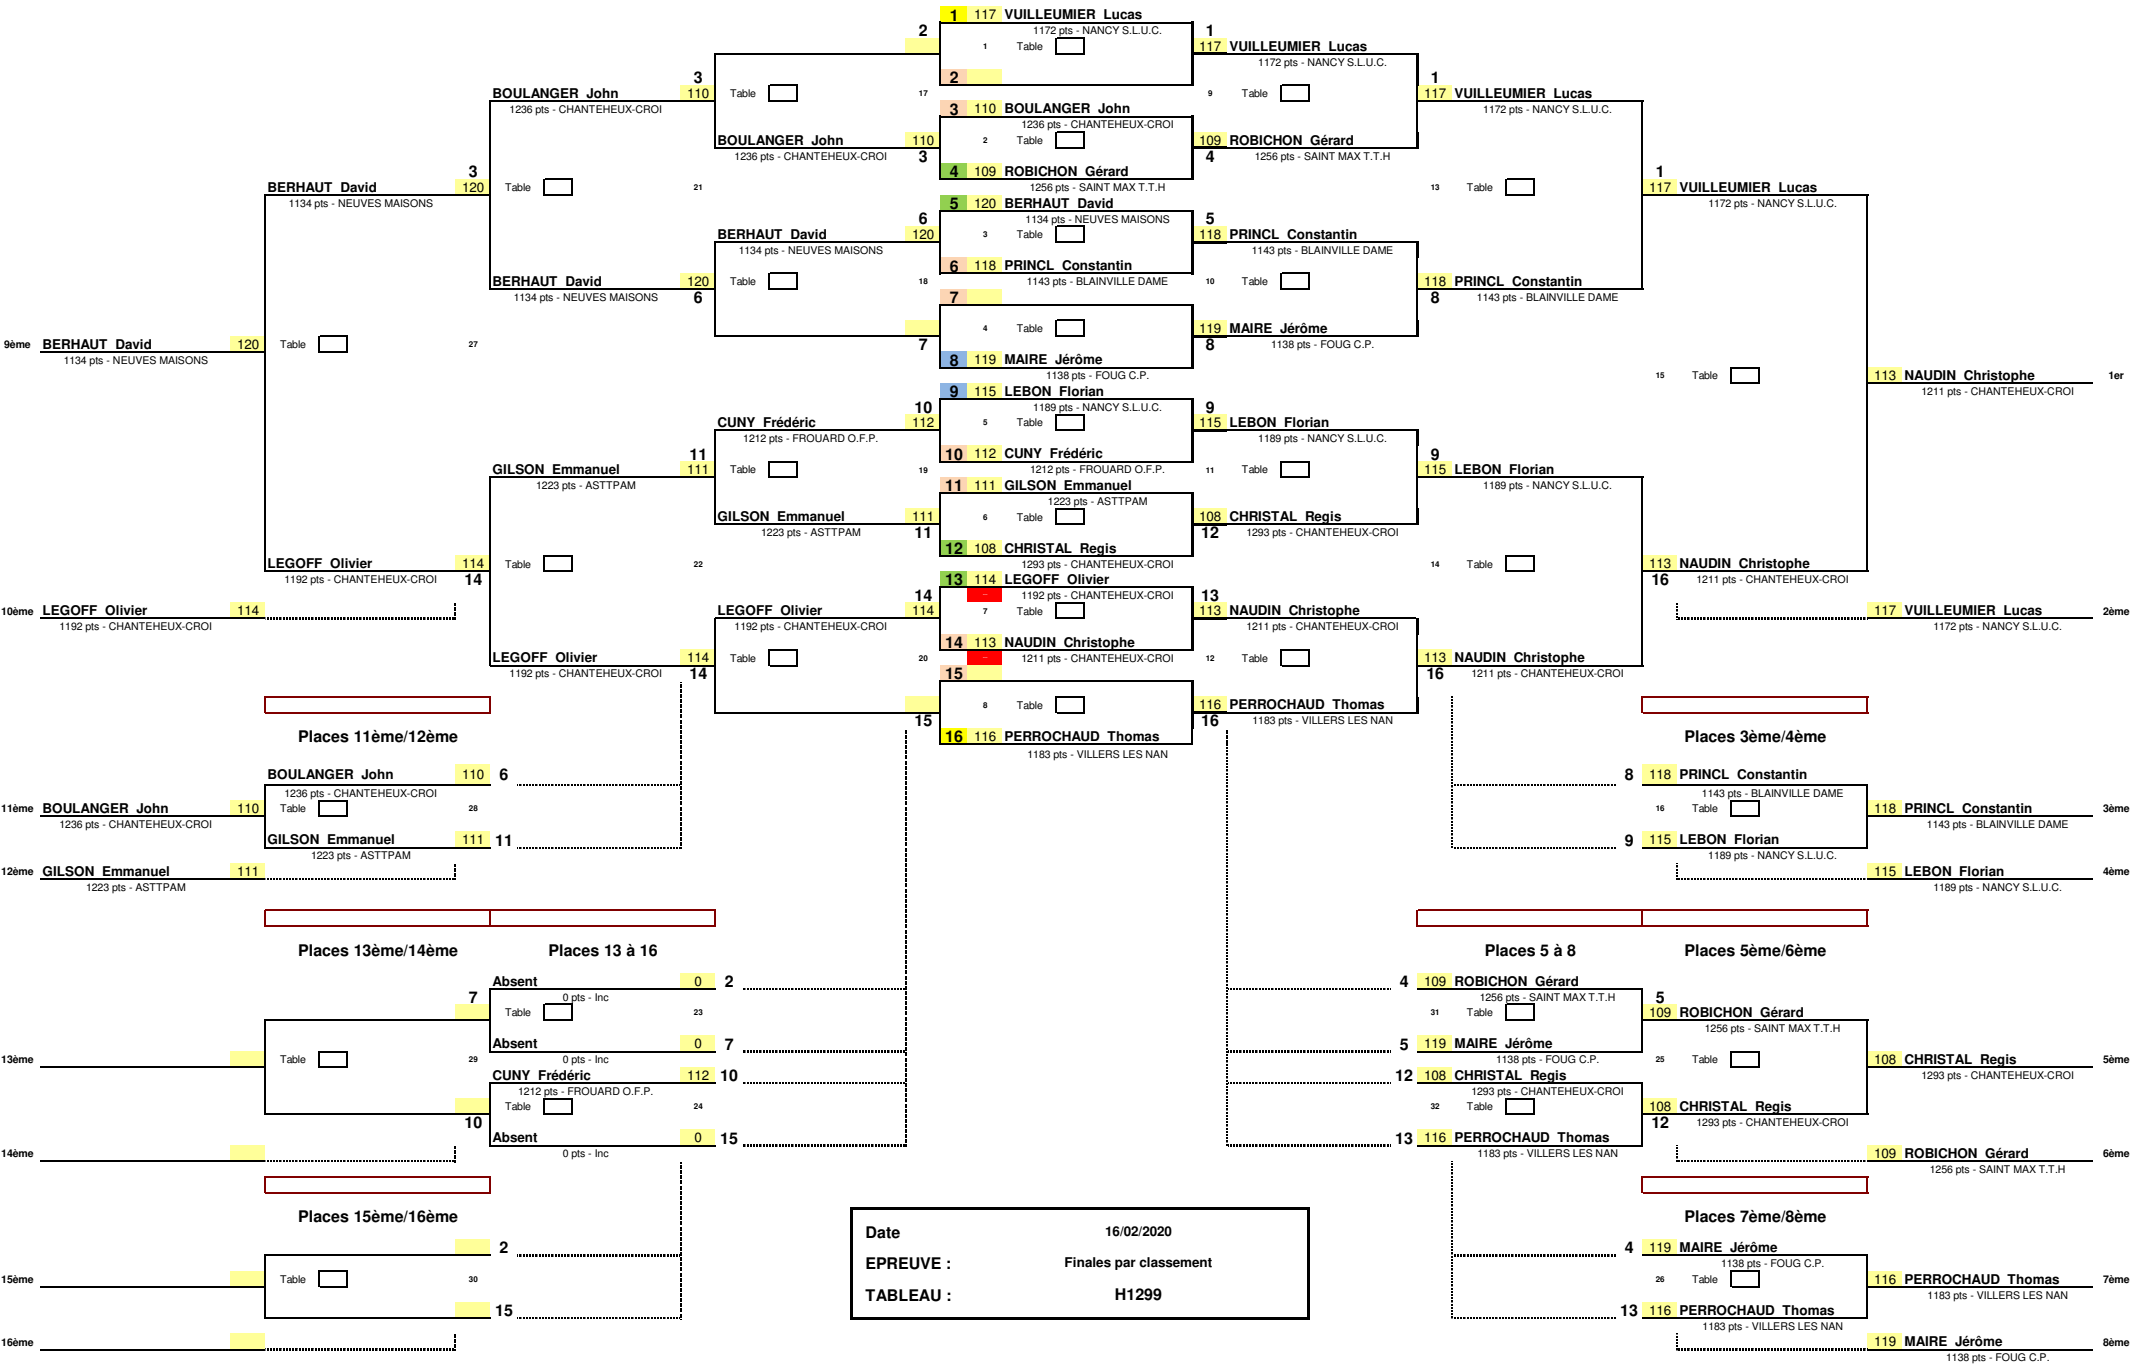 1 117 VUILLEUMIER Lucas
2 1172 pts - NANCY S.L.U.C. 1
1 Table 117 VUILLEUMIER Lucas
1172 pts - NANCY S.L.U.C.
3 2 1
BOULANGER John 110 Table 17 9 Table 117 VUILLEUMIER Lucas
1236 pts - CHANTEHEUX-CROI 3 110 BOULANGER John 1172 pts - NANCY S.L.U.C.
1236 pts - CHANTEHEUX-CROI
BOULANGER John 110 2 Table 109 ROBICHON Gérard
1236 pts - CHANTEHEUX-CROI 3 4 1256 pts - SAINT MAX T.T.H
3 4 109 ROBICHON Gérard 1
BERHAUT David 120 Table 21 1256 pts - SAINT MAX T.T.H 13 Table 117 VUILLEUMIER Lucas
1134 pts - NEUVES MAISONS 5 120 BERHAUT David 1172 pts - NANCY S.L.U.C.
6 1134 pts - NEUVES MAISONS 5
BERHAUT David 120 3 Table 118 PRINCL Constantin
1134 pts - NEUVES MAISONS 1143 pts - BLAINVILLE DAME
6 118 PRINCL Constantin
BERHAUT David 120 Table 18 1143 pts - BLAINVILLE DAME 10 Table 118 PRINCL Constantin
1134 pts - NEUVES MAISONS 6 7 8 1143 pts - BLAINVILLE DAME
4 Table 119 MAIRE Jérôme
9ème BERHAUT David 120 Table 27 7 8 1138 pts - FOUG C.P.
1134 pts - NEUVES MAISONS 8 119 MAIRE Jérôme
1138 pts - FOUG C.P. 15 Table 113 NAUDIN Christophe 1er
9 115 LEBON Florian 1211 pts - CHANTEHEUX-CROI
10 1189 pts - NANCY S.L.U.C. 9
CUNY Frédéric 112 5 Table 115 LEBON Florian
1212 pts - FROUARD O.F.P. 1189 pts - NANCY S.L.U.C.
11 10 112 CUNY Frédéric 9
GILSON Emmanuel 111 Table 19 1212 pts - FROUARD O.F.P. 11 Table 115 LEBON Florian
1223 pts - ASTTPAM 11 111 GILSON Emmanuel 1189 pts - NANCY S.L.U.C.
1223 pts - ASTTPAM
GILSON Emmanuel 111 6 Table 108 CHRISTAL Regis
1223 pts - ASTTPAM 11 12 1293 pts - CHANTEHEUX-CROI
12 108 CHRISTAL Regis
LEGOFF Olivier 114 Table 22 1293 pts - CHANTEHEUX-CROI 14 Table 113 NAUDIN Christophe
1192 pts - CHANTEHEUX-CROI 14 13 114 LEGOFF Olivier 16 1211 pts - CHANTEHEUX-CROI
14 1192 pts - CHANTEHEUX-CROI 13
10ème LEGOFF Olivier 114 LEGOFF Olivier 114 7 Table 113 NAUDIN Christophe 117 VUILLEUMIER Lucas 2ème
1192 pts - CHANTEHEUX-CROI 1192 pts - CHANTEHEUX-CROI 1211 pts - CHANTEHEUX-CROI 1172 pts - NANCY S.L.U.C.
14 113 NAUDIN Christophe
LEGOFF Olivier 114 Table 20 1211 pts - CHANTEHEUX-CROI 12 Table 113 NAUDIN Christophe
1192 pts - CHANTEHEUX-CROI 14 15 16 1211 pts - CHANTEHEUX-CROI
8 Table 116 PERROCHAUD Thomas
15 16 1183 pts - VILLERS LES NAN
Places 11ème/12ème 16 116 PERROCHAUD Thomas Places 3ème/4ème
1183 pts - VILLERS LES NAN
BOULANGER John 110 6 8 118 PRINCL Constantin
1236 pts - CHANTEHEUX-CROI 1143 pts - BLAINVILLE DAME
11ème BOULANGER John 110 Table 28 16 Table 118 PRINCL Constantin 3ème
1236 pts - CHANTEHEUX-CROI 1143 pts - BLAINVILLE DAME
GILSON Emmanuel 111 11 9 115 LEBON Florian
1223 pts - ASTTPAM 1189 pts - NANCY S.L.U.C.
12ème GILSON Emmanuel 111 115 LEBON Florian 4ème
1223 pts - ASTTPAM 1189 pts - NANCY S.L.U.C.
Places 13ème/14ème Places 13 à 16 Places 5 à 8 Places 5ème/6ème
Absent 0 2 4 109 ROBICHON Gérard
7 0 pts - Inc 1256 pts - SAINT MAX T.T.H 5
Table 23 31 Table 109 ROBICHON Gérard
1256 pts - SAINT MAX T.T.H
Absent 0 7 5 119 MAIRE Jérôme
13ème Table 29 0 pts - Inc 1138 pts - FOUG C.P. 25 Table 108 CHRISTAL Regis 5ème
CUNY Frédéric 112 10 12 108 CHRISTAL Regis 1293 pts - CHANTEHEUX-CROI
1212 pts - FROUARD O.F.P. 1293 pts - CHANTEHEUX-CROI
Table 24 32 Table 108 CHRISTAL Regis
10 12 1293 pts - CHANTEHEUX-CROI
Absent 0 15 13 116 PERROCHAUD Thomas
14ème 0 pts - Inc 1183 pts - VILLERS LES NAN 109 ROBICHON Gérard 6ème
1256 pts - SAINT MAX T.T.H
Places 15ème/16ème Places 7ème/8ème
Date 16/02/2020
2 4 119 MAIRE Jérôme
EPREUVE : Finales par classement 1138 pts - FOUG C.P.
15ème Table 30 26 Table 116 PERROCHAUD Thomas 7ème
TABLEAU : H1299 1183 pts - VILLERS LES NAN
15 13 116 PERROCHAUD Thomas
1183 pts - VILLERS LES NAN
16ème 119 MAIRE Jérôme 8ème
1138 pts - FOUG C.P.